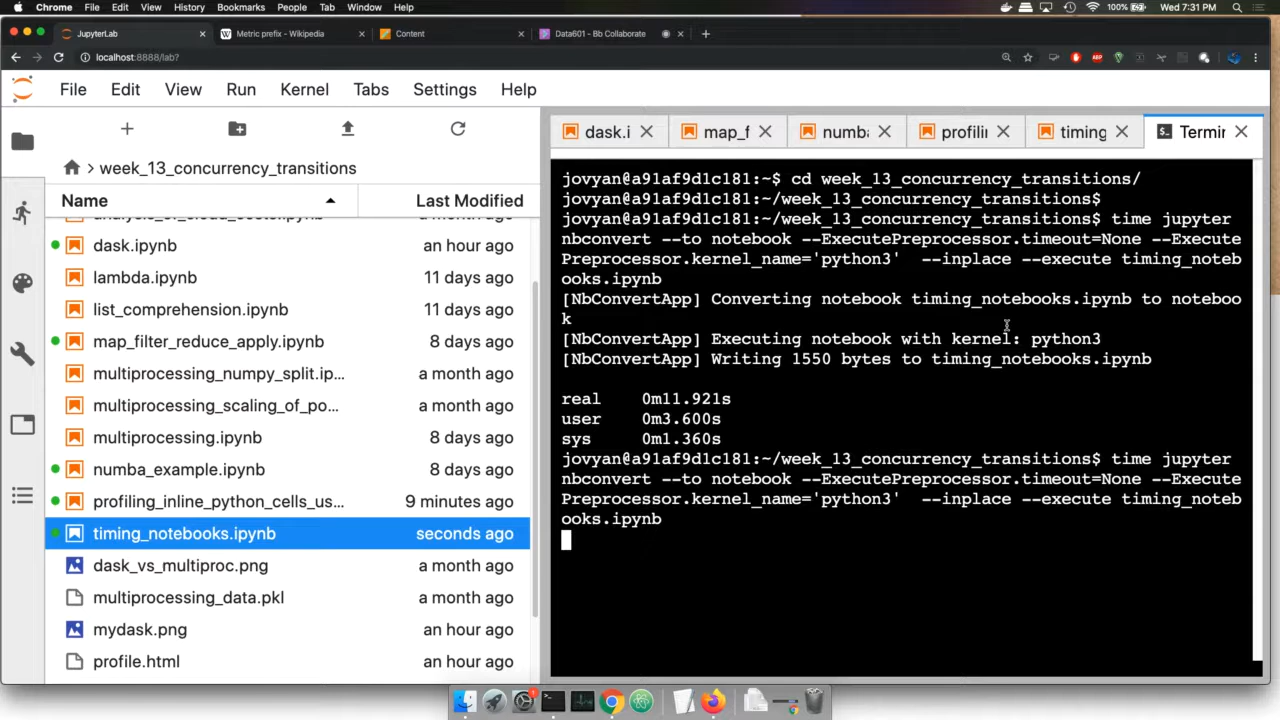 Chrome File Edit View History Bookmarks People Tab Window Help 100% Wed 7:31 PM
JupyterLab Metric prefix - Wikipedia Content Data601 - Bb Collaborate
localhost:8888/lab?
ABP
File Edit View Run Kernel Tabs Settings Help
dask.i map_f numba profilin timing Termin
week_13_concurrency_transitions
Name Last Modified
a month ago
dask.ipynb an hour ago
lambda.ipynb 11 days ago
list_comprehension.ipynb 11 days ago
map_filter_reduce_apply.ipynb 8 days ago
multiprocessing_numpy_split.ip... a month ago
multiprocessing_scaling_of_po... a month ago
multiprocessing.ipynb 8 days ago
numba_example.ipynb 8 days ago
profiling_inline_python_cells_us... 9 minutes ago
timing_notebooks.ipynb seconds ago
dask_vs_multiproc.png a month ago
multiprocessing_data.pkl a month ago
mydask.png an hour ago
profile.html an hour ago
jovyan@a91af9d1c181:~$ cd week_13_concurrency_transitions/
jovyan@a91af9d1c181:~/week_13_concurrency_transitions$
jovyan@a91af9d1c181:~/week_13_concurrency_transitions$ time jupyter
nbconvert --to notebook --ExecutePreprocessor.timeout=None --Execute
Preprocessor.kernel_name='python3' --inplace --execute timing_noteb
ooks.ipynb
[NbConvertApp] Converting notebook timing_notebooks.ipynb to noteboo
k
[NbConvertApp] Executing notebook with kernel: python3
[NbConvertApp] Writing 1550 bytes to timing_notebooks.ipynb
real 0m11.921s
user 0m3.600s
sys 0m1.360s
jovyan@a91af9d1c181:~/week_13_concurrency_transitions$ time jupyter
nbconvert --to notebook --ExecutePreprocessor.timeout=None --Execute
Preprocessor.kernel_name='python3' --inplace --execute timing_noteb
ooks.ipynb